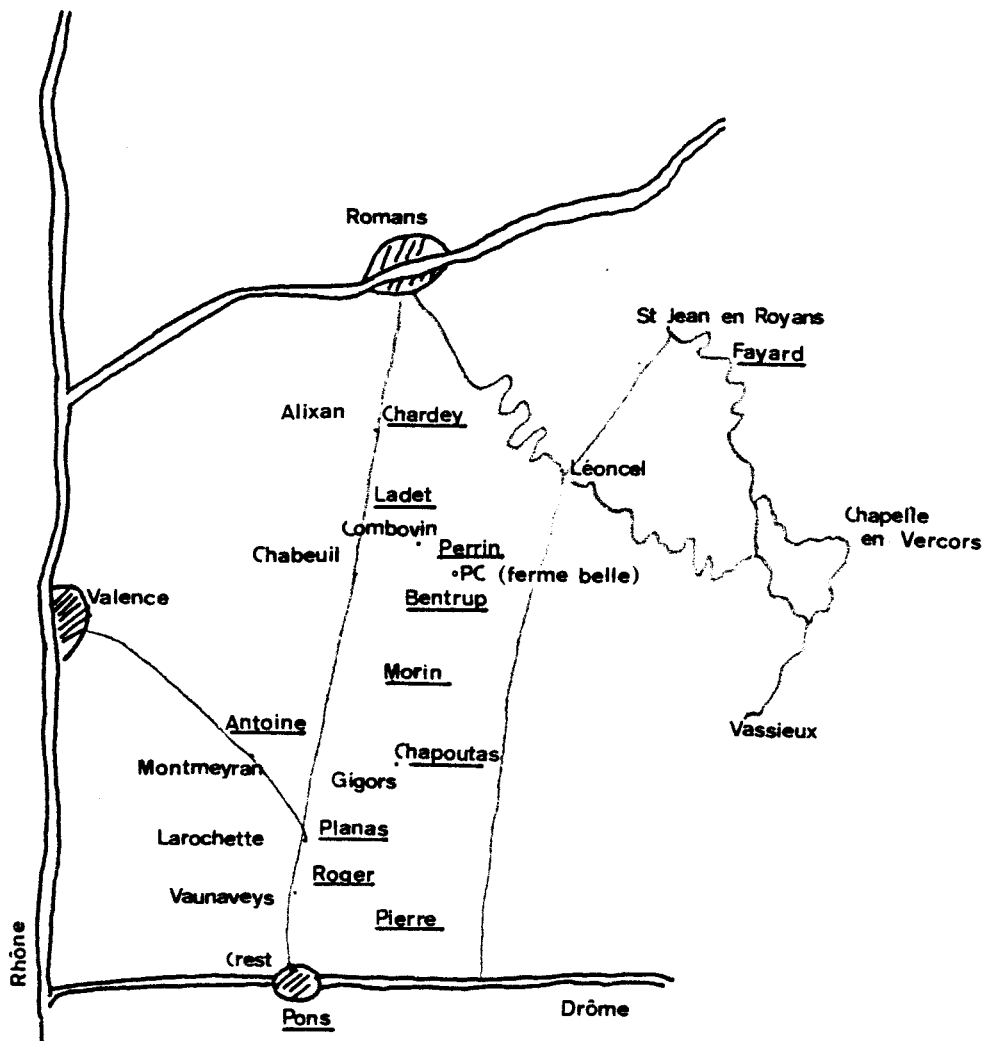 Romans
St Jean en Royans
Fayard
Alixan
Chardey
Léoncel
Ladet
Combovin
Chapelle
en Vercors
Chabeuil
Perrin
PC (ferme belle)
Valence
Bentrup
Morin
Antoine
Vassieux
Montmeyran
Chapoutas
Gigors
Larochette
Planas
Roger
Vaunaveys
Pierre
Crest
Rhône
Drôme
Pons